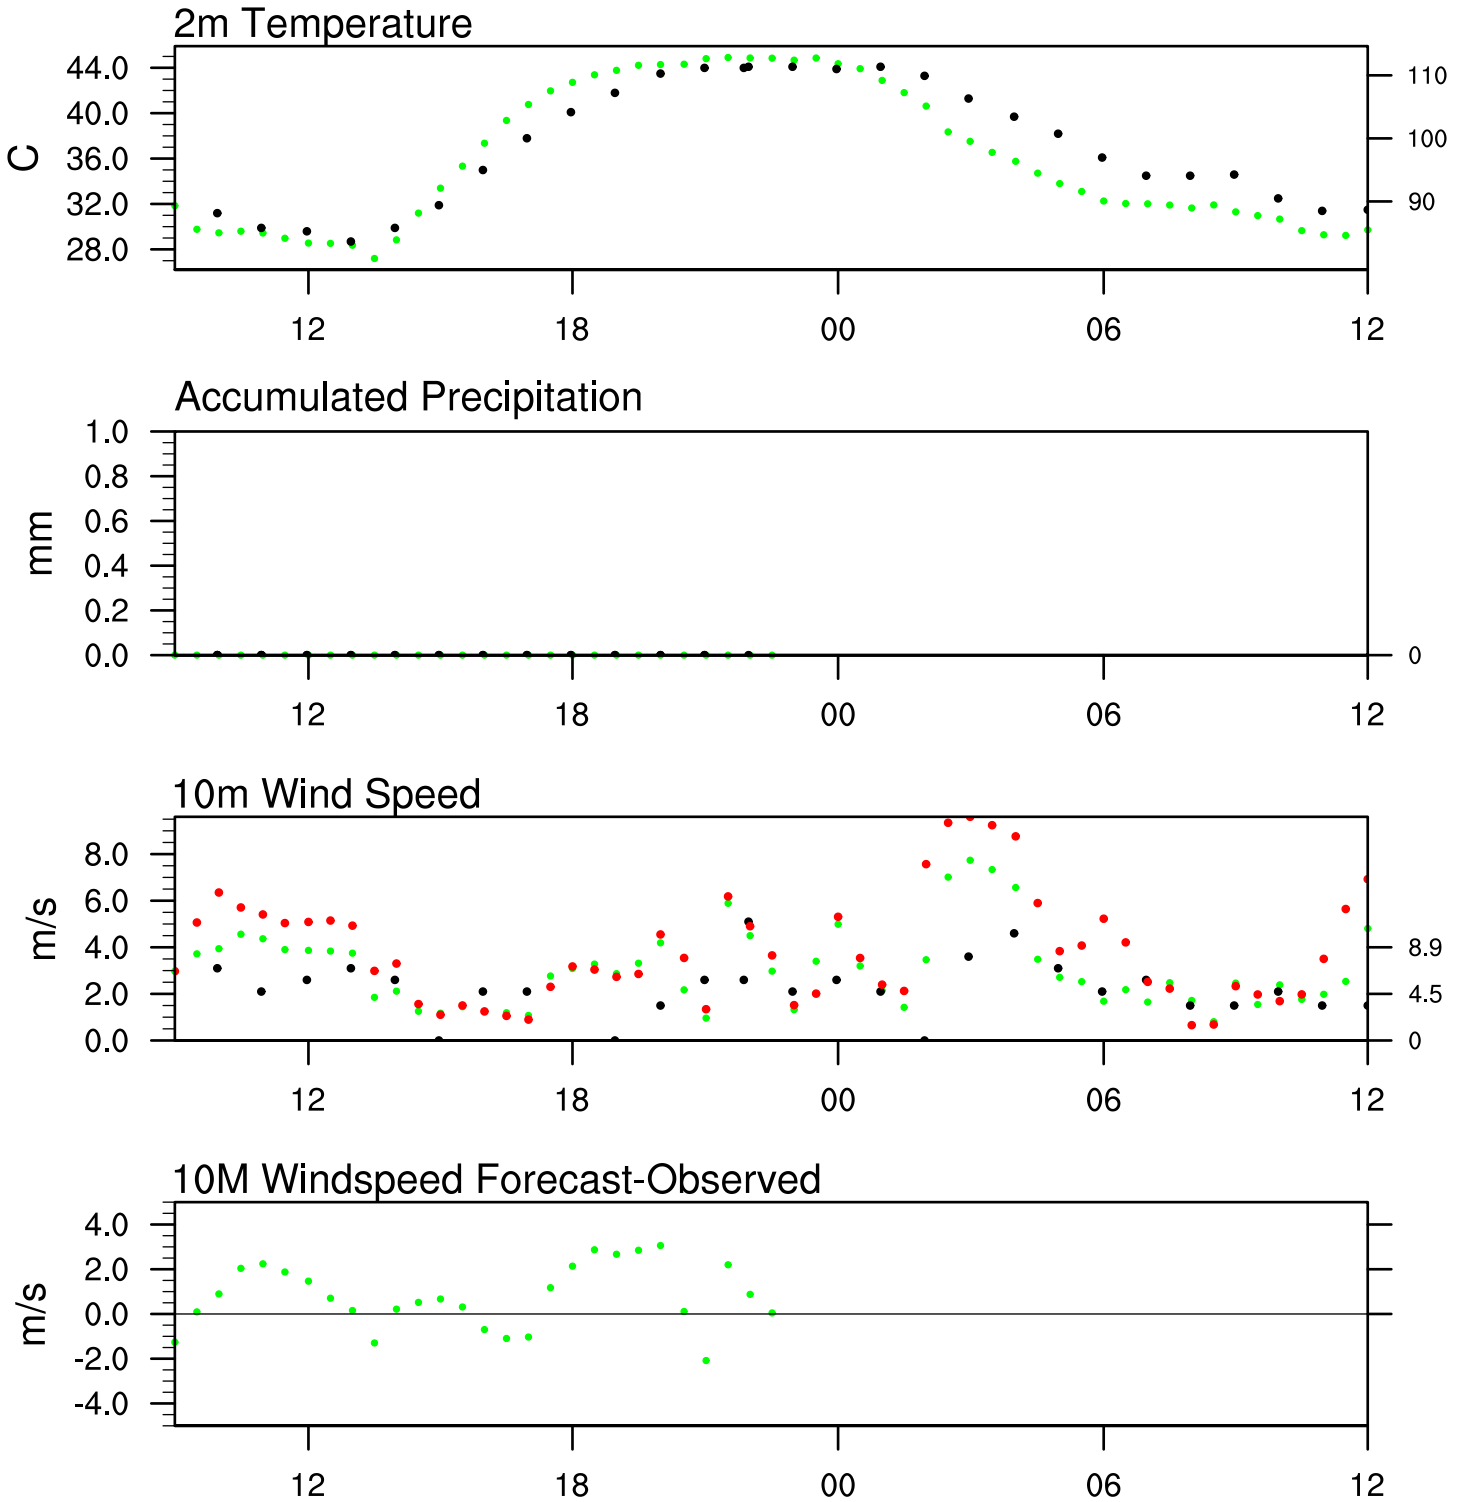 2m Temperature
44.0
40.0
36.0
32.0
28.0
C
110
100
90
12 18 00 06 12
Accumulated Precipitation
1.0
0.8
0.6
0.4
0.2
0.0
mm
0
12 18 00 06 12
10m Wind Speed
8.0
6.0
4.0
2.0
0.0
m/s
8.9
4.5
0
12 18 00 06 12
10M Windspeed Forecast-Observed
4.0
2.0
0.0
-2.0
-4.0
m/s
12 18 00 06 12